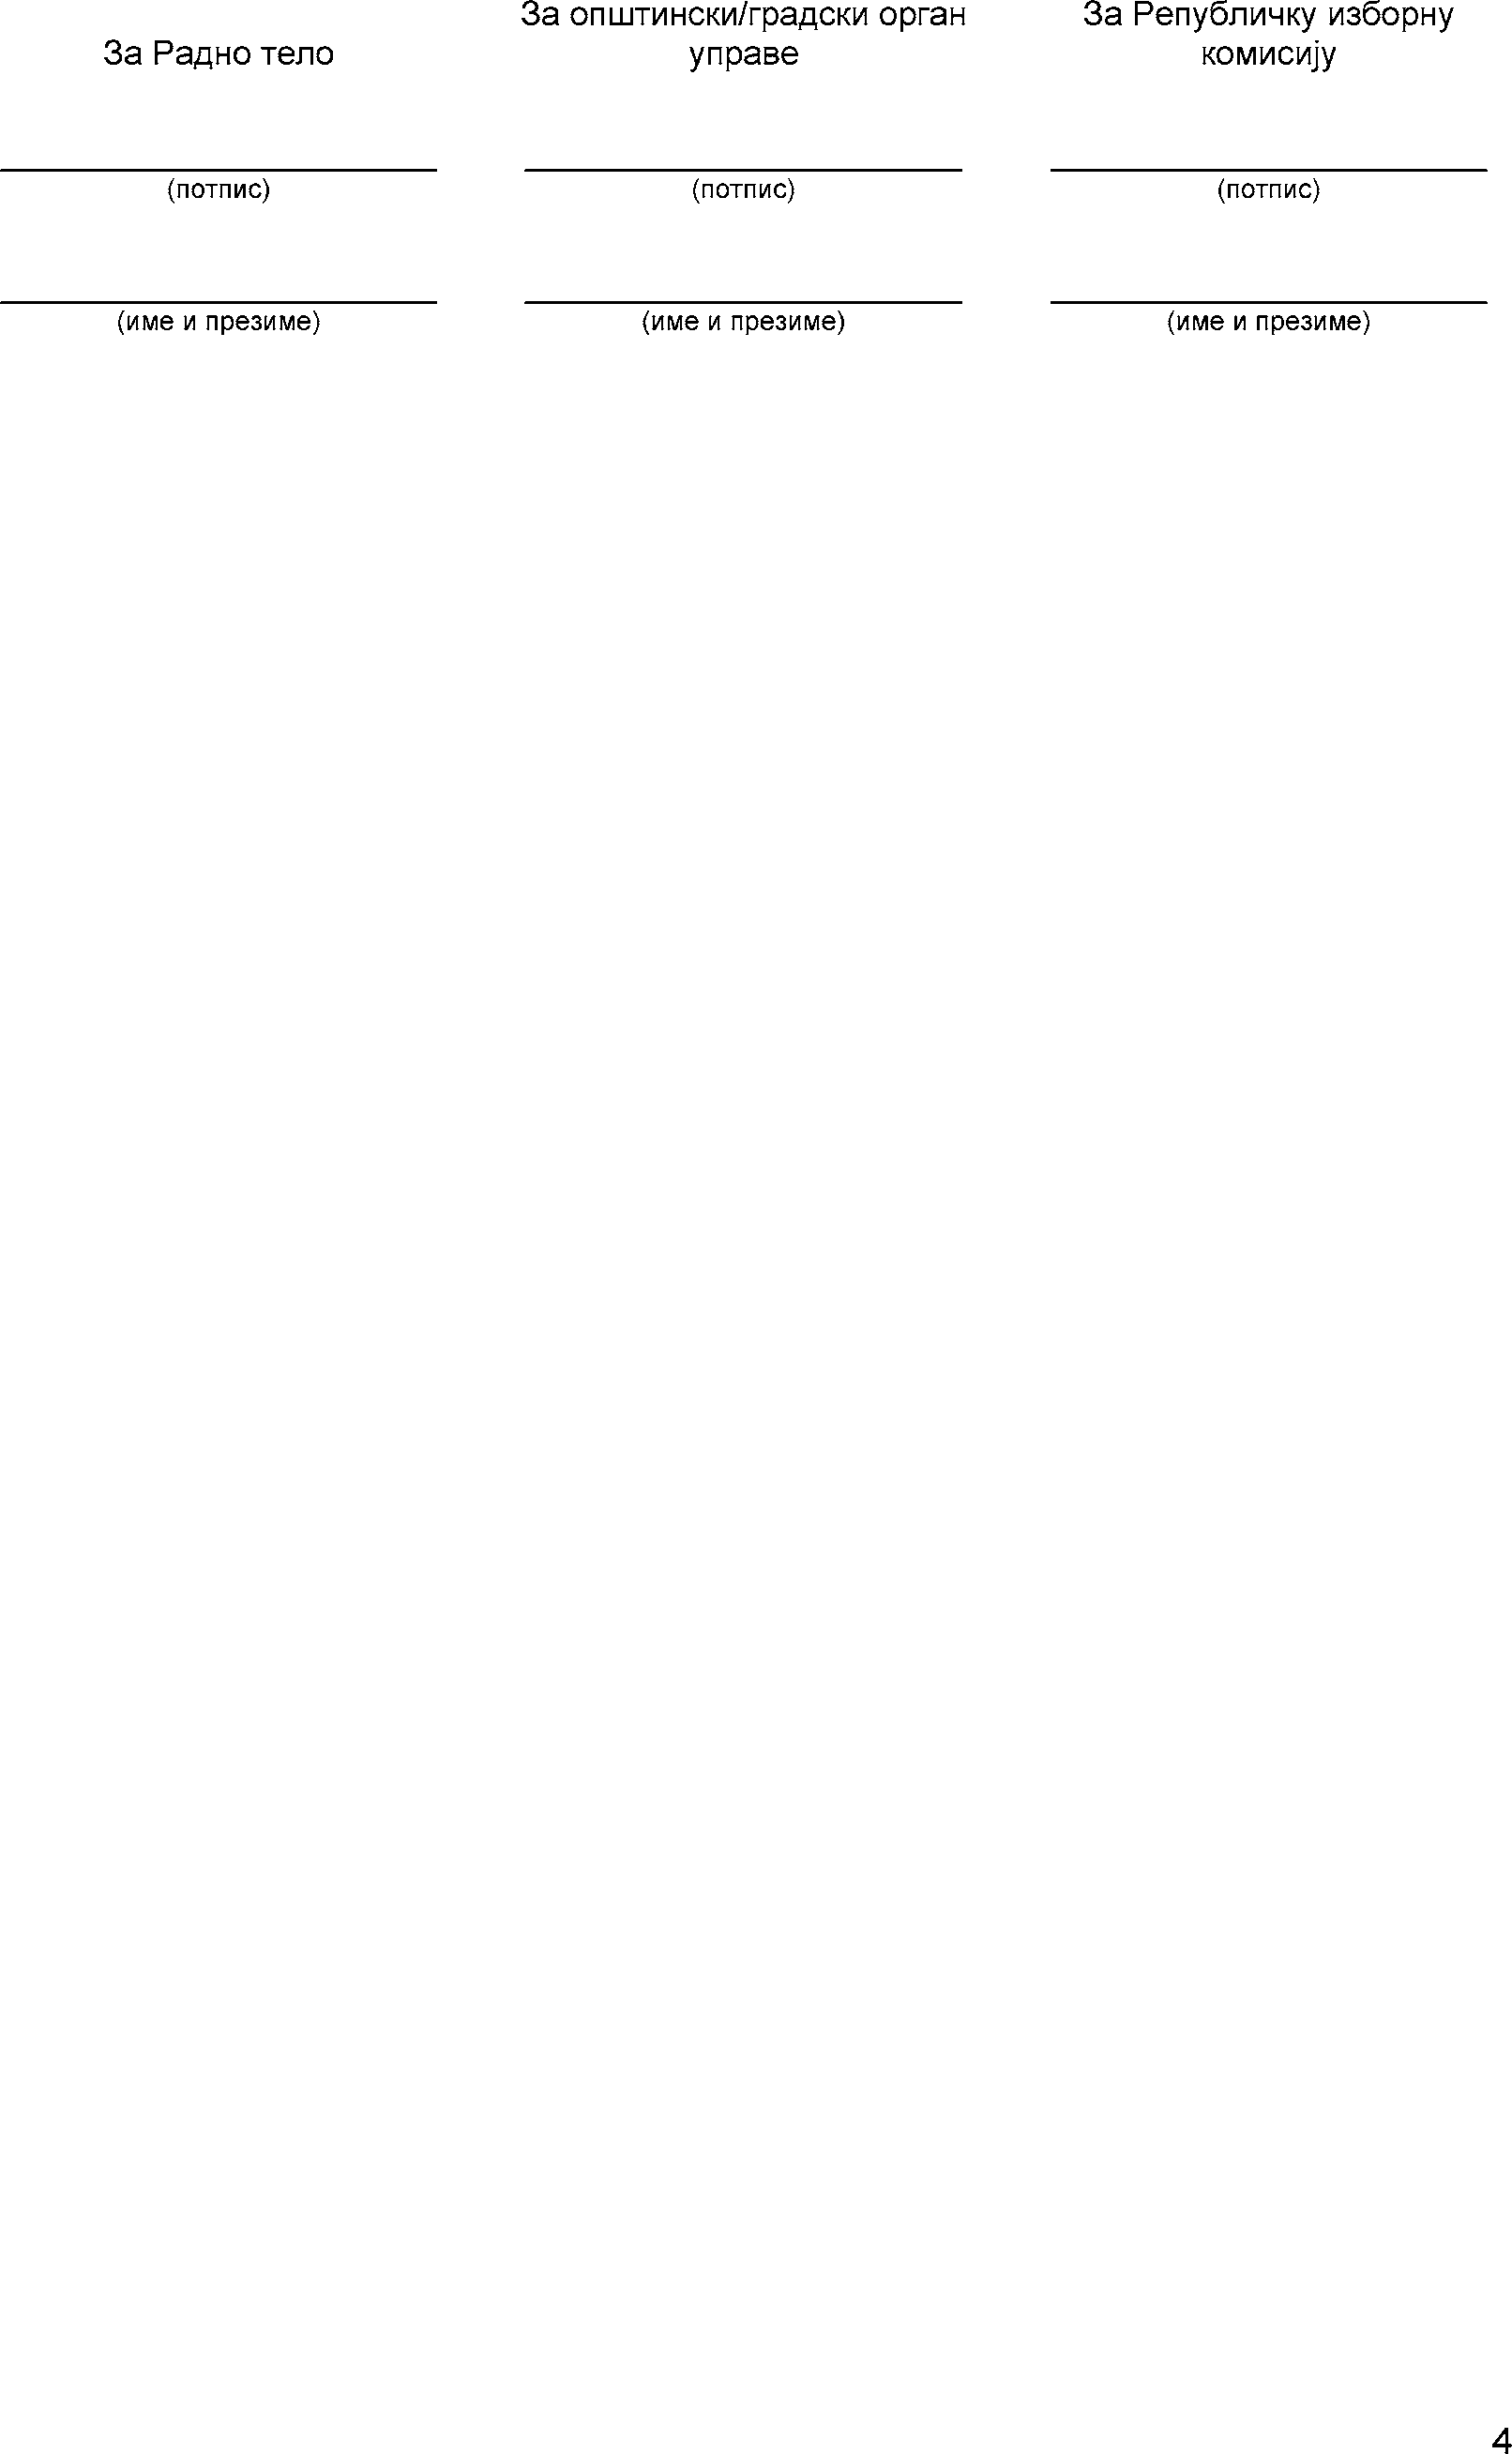 За општински/градски орган За Републичку изборну
За Радно тело управе комисију
(потпис) (потпис) (потпис)
(име и презиме) (име и презиме) (име и презиме)
4